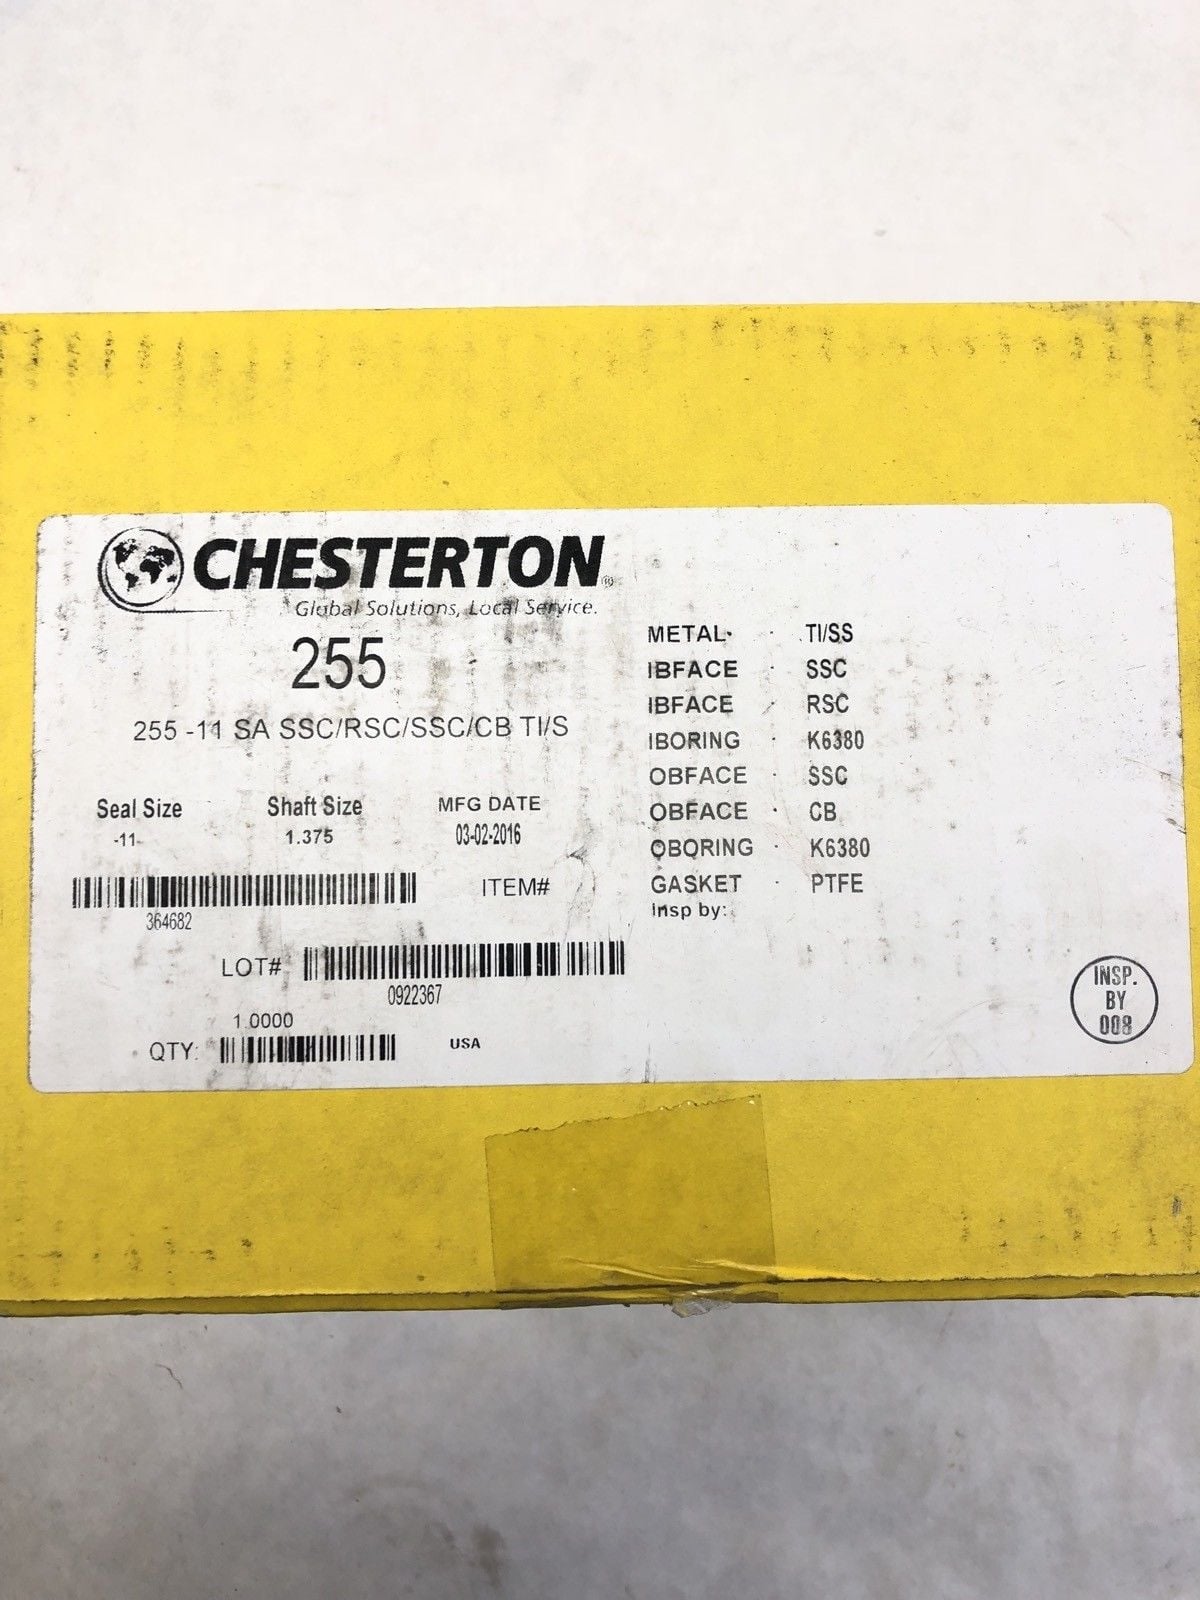 CHESTERTON®
Global Solutions, Local Service.
255
255 -11 SA SSC/RSC/SSC/CB TI/S
Seal Size Shaft Size MFG DATE
-11- 1.375 03-02-2016
ITEM#
364682
LOT#
0922367
1.0000
QTY: USA
METAL· · TI/SS
IBFACE · SSC
IBFACE · RSC
IBORING · K6380
OBFACE · SSC
OBFACE · CB
OBORING · K6380
GASKET · PTFE
Insp by:
INSP.
BY
008